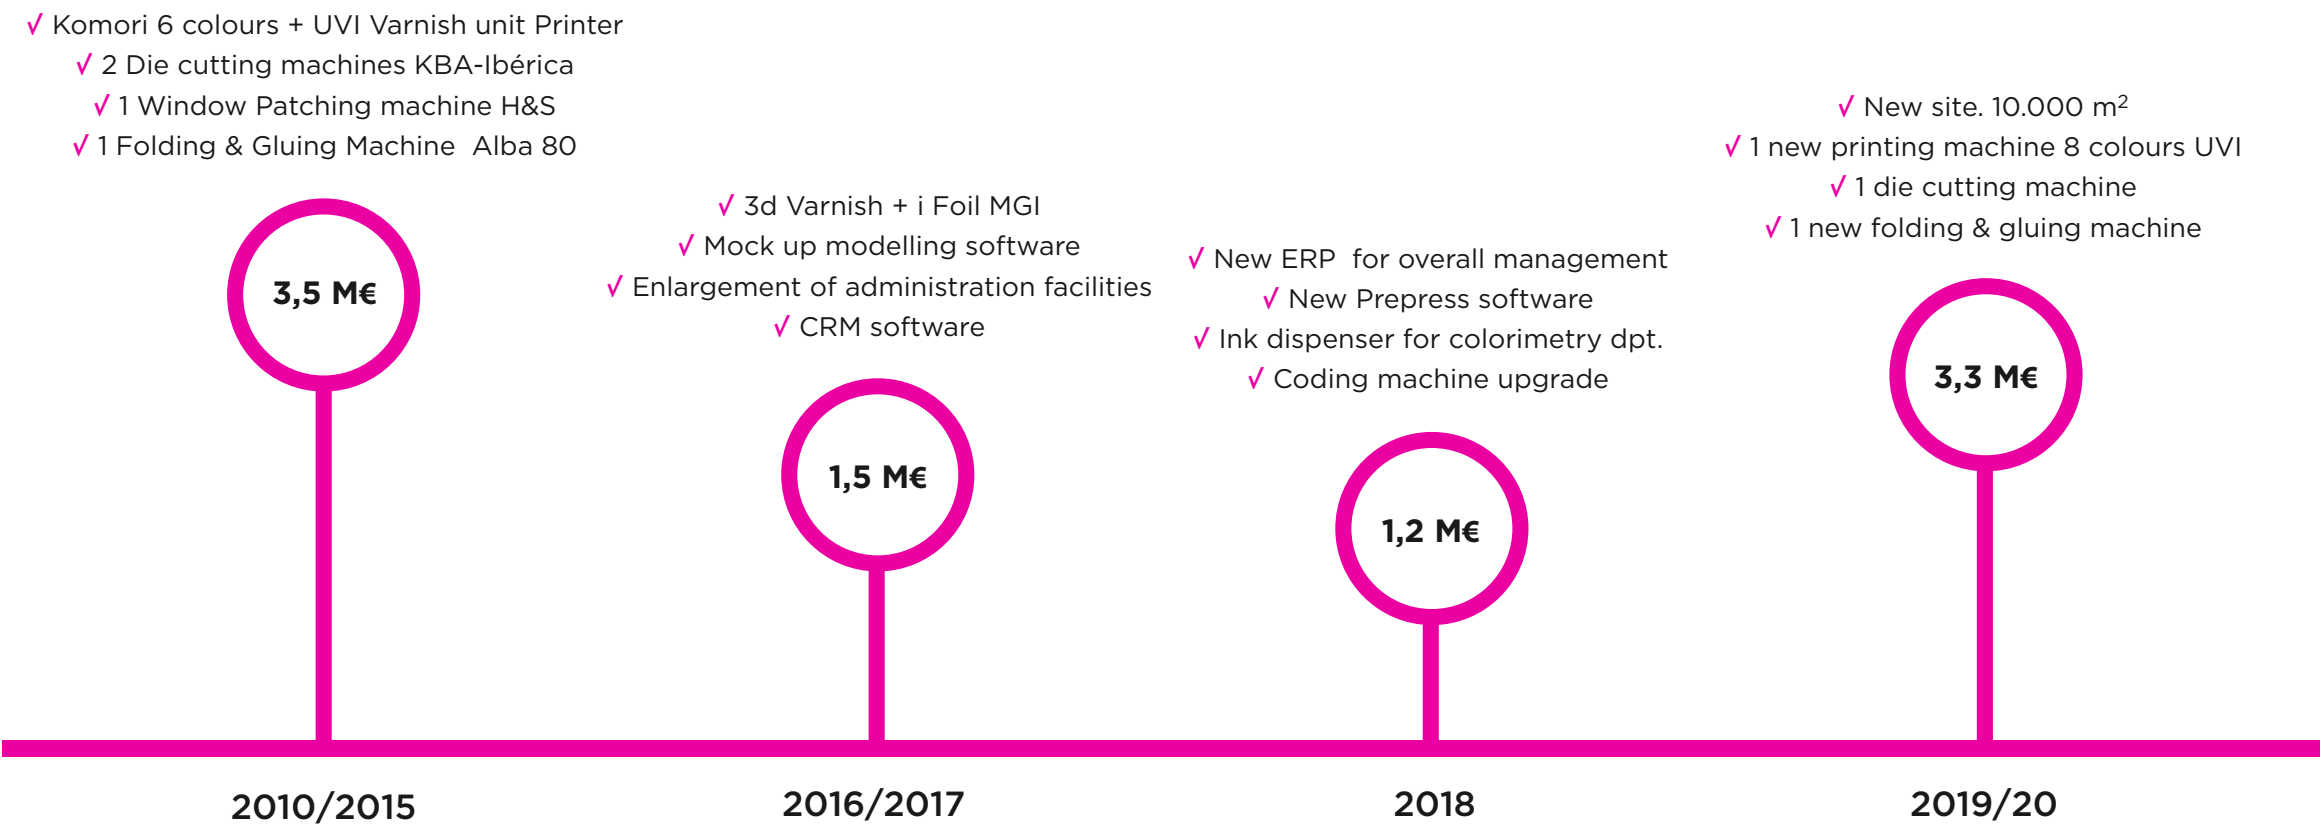 √ Komori 6 colours + UVI Varnish unit Printer
√ 2 Die cutting machines KBA-Ibérica
√ 1 Window Patching machine H&S
√ 1 Folding & Gluing Machine  Alba 80
3,5 M€
2010/2015
√ 3d Varnish + i Foil MGI
√ Mock up modelling software
√ Enlargement of administration facilities
√ CRM software
1,5 M€
2016/2017
√ New ERP  for overall management
√ New Prepress software
√ Ink dispenser for colorimetry dpt.
√ Coding machine upgrade
1,2 M€
2018
√ New site. 10.000 m²
√ 1 new printing machine 8 colours UVI
√ 1 die cutting machine
√ 1 new folding & gluing machine
3,3 M€
2019/20